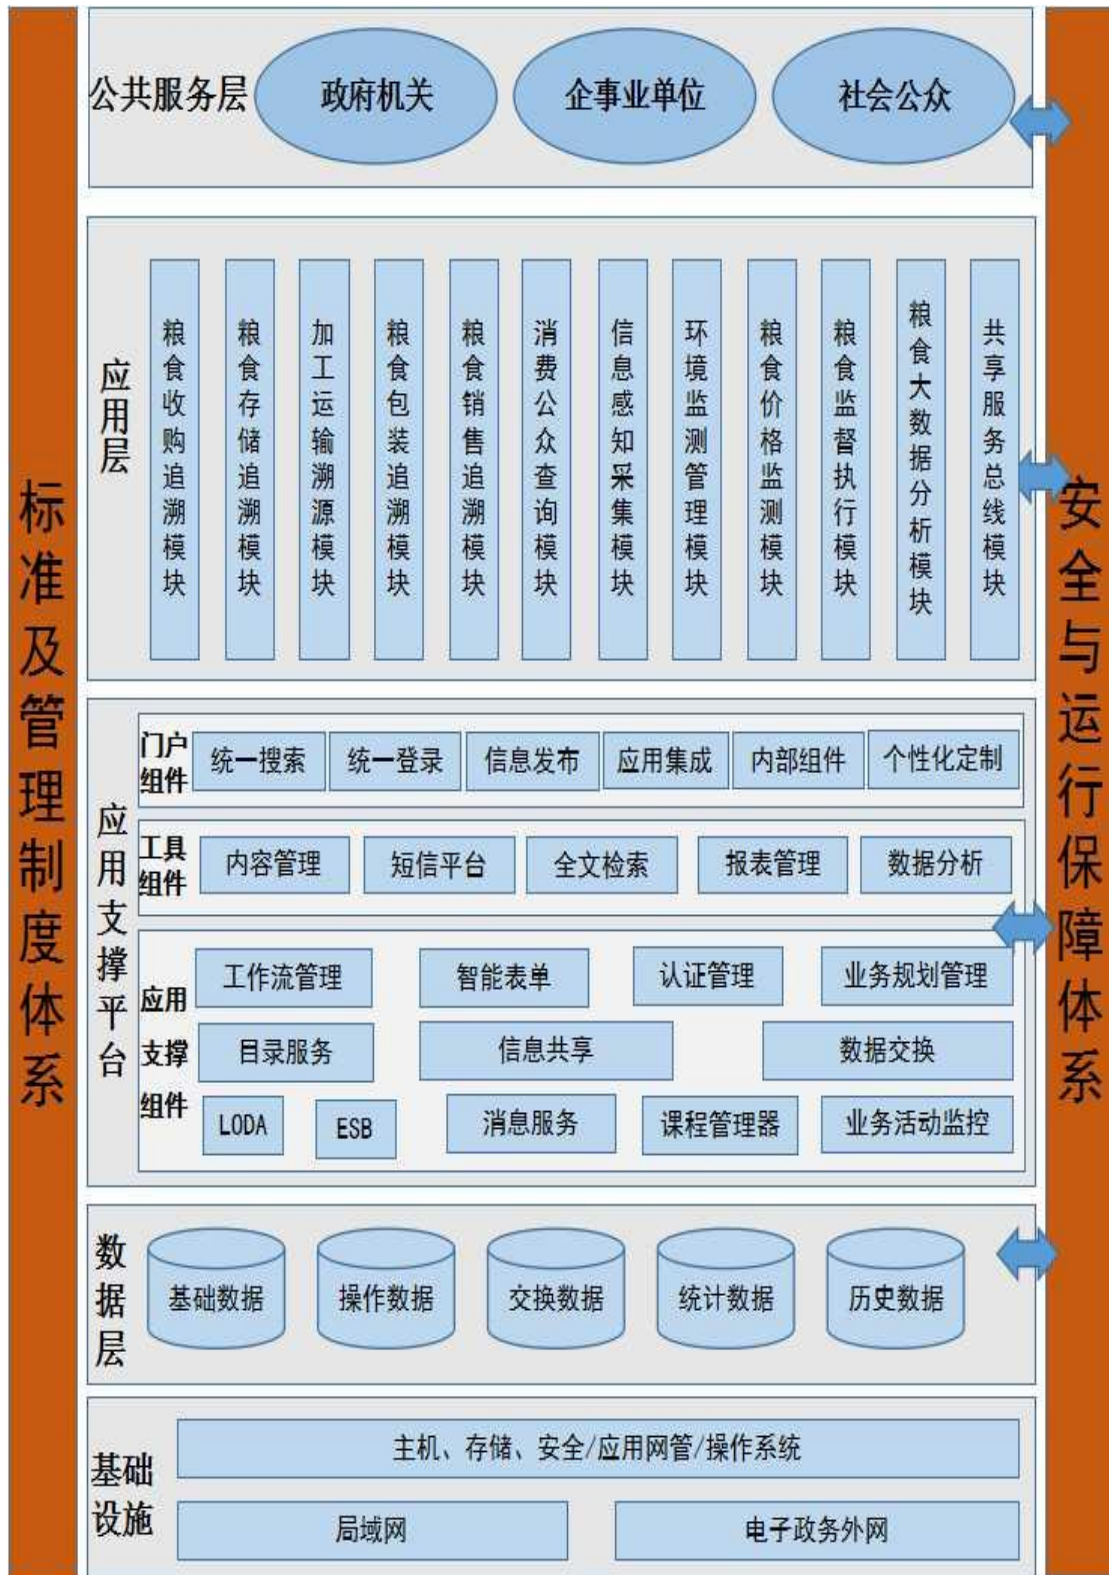 标准及管理制度体系
公共服务层
政府机关
企事业单位
社会公众
应用层
粮食收购追溯模块
粮食存储追溯模块
加工运输溯源模块
粮食包装追溯模块
粮食销售追溯模块
消费公众查询模块
信息感知采集模块
环境监测管理模块
粮食价格监测模块
粮食监督执行模块
粮食大数据分析模块
共享服务总线模块
应用支撑平台
门户
组件
统一搜索
统一登录
信息发布
应用集成
内部组件
个性化定制
工具
组件
内容管理
短信平台
全文检索
报表管理
数据分析
应用
支撑
组件
工作流管理
智能表单
认证管理
业务规划管理
目录服务
信息共享
数据交换
LODA
ESB
消息服务
课程管理器
业务活动监控
数据层
基础数据
操作数据
交换数据
统计数据
历史数据
基础
设施
主机、存储、安全/应用网管/操作系统
局域网
电子政务外网
安全与运行保障体系